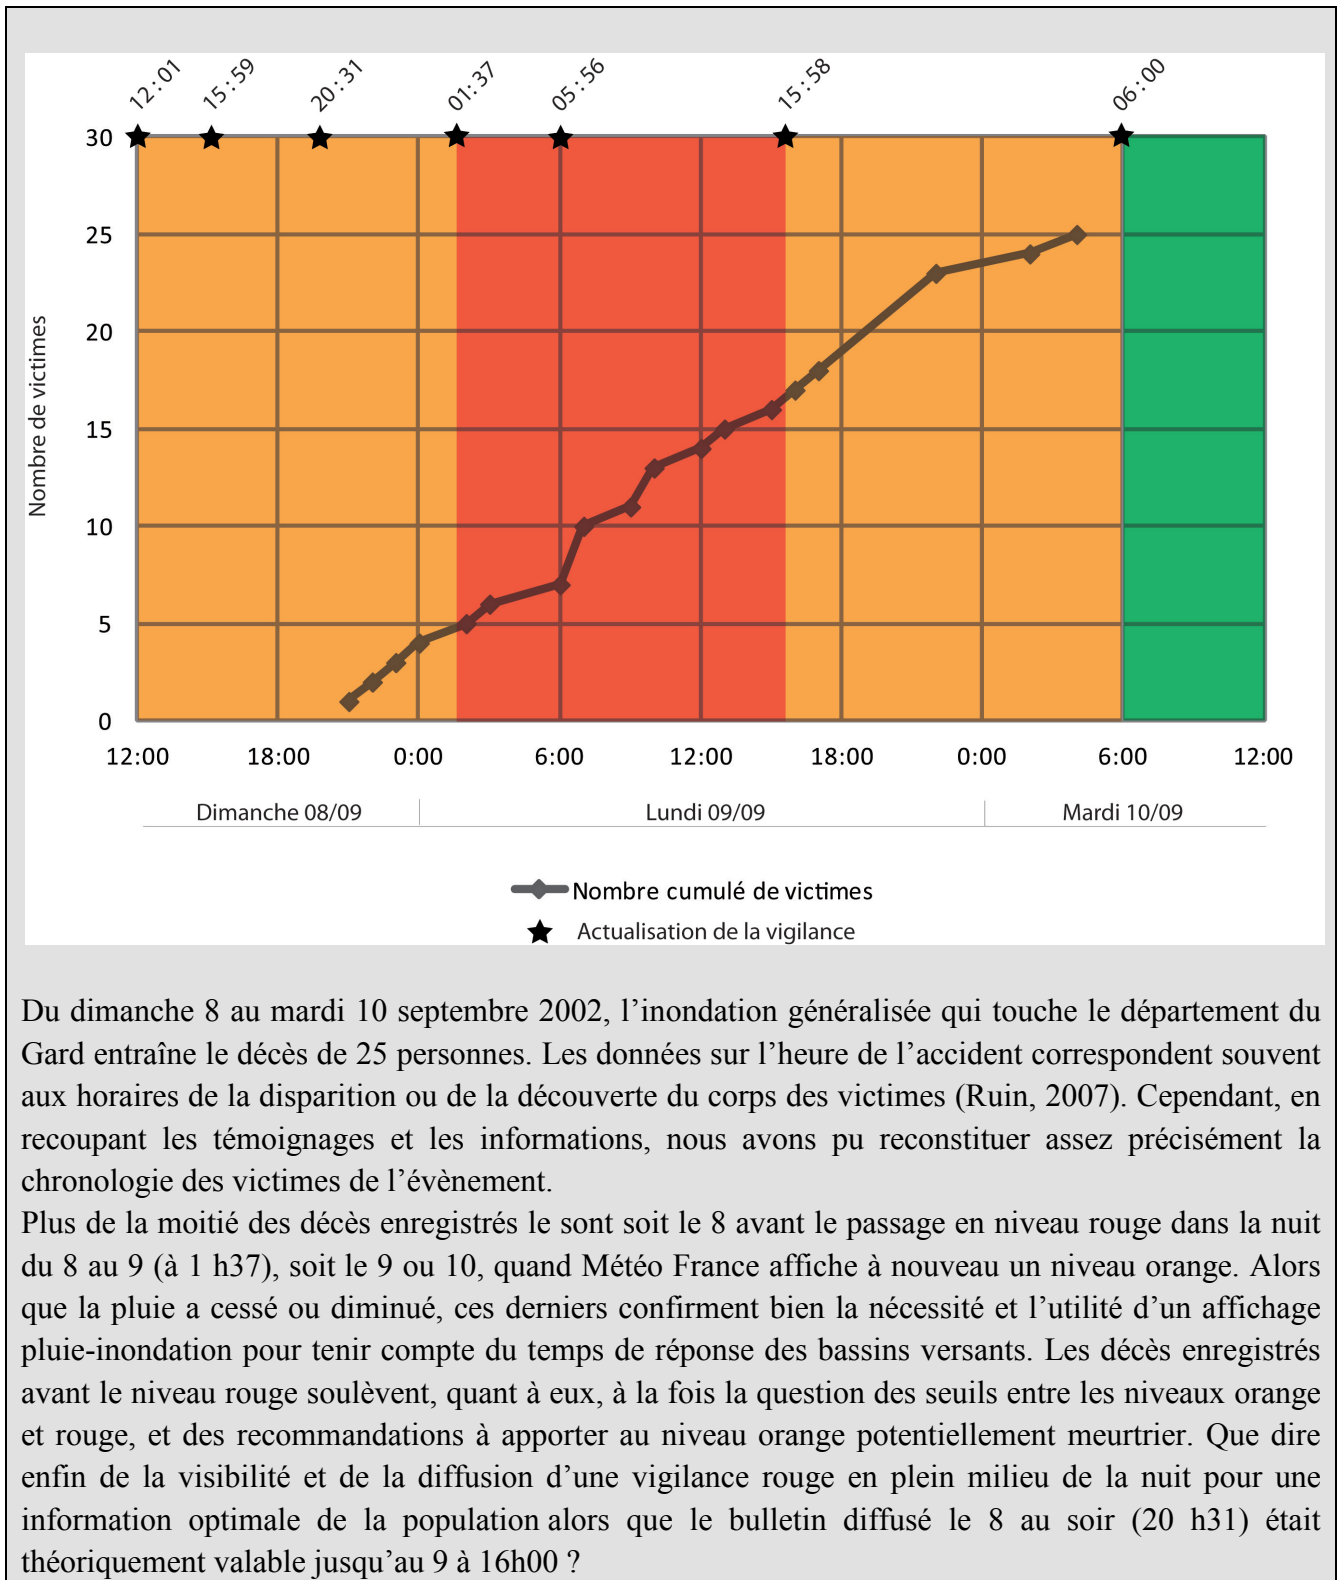 12:01 15:59 20:31 01:37 05:56 15:58 06:00
30
25
20
15
10
5
0
Nombre de victimes
12:00 18:00 0:00 6:00 12:00 18:00 0:00 6:00 12:00
Dimanche 08/09 Lundi 09/09 Mardi 10/09
Nombre cumulé de victimes
Actualisation de la vigilance
Du dimanche 8 au mardi 10 septembre 2002, l’inondation généralisée qui touche le département du
Gard entraîne le décès de 25 personnes. Les données sur l’heure de l’accident correspondent souvent
aux horaires de la disparition ou de la découverte du corps des victimes (Ruin, 2007). Cependant, en
recoupant les témoignages et les informations, nous avons pu reconstituer assez précisément la
chronologie des victimes de l’évènement.
Plus de la moitié des décès enregistrés le sont soit le 8 avant le passage en niveau rouge dans la nuit
du 8 au 9 (à 1 h37), soit le 9 ou 10, quand Météo France affiche à nouveau un niveau orange. Alors
que la pluie a cessé ou diminué, ces derniers confirment bien la nécessité et l’utilité d’un affichage
pluie-inondation pour tenir compte du temps de réponse des bassins versants. Les décès enregistrés
avant le niveau rouge soulèvent, quant à eux, à la fois la question des seuils entre les niveaux orange
et rouge, et des recommandations à apporter au niveau orange potentiellement meurtrier. Que dire
enfin de la visibilité et de la diffusion d’une vigilance rouge en plein milieu de la nuit pour une
information optimale de la population alors que le bulletin diffusé le 8 au soir (20 h31) était
théoriquement valable jusqu’au 9 à 16h00 ?